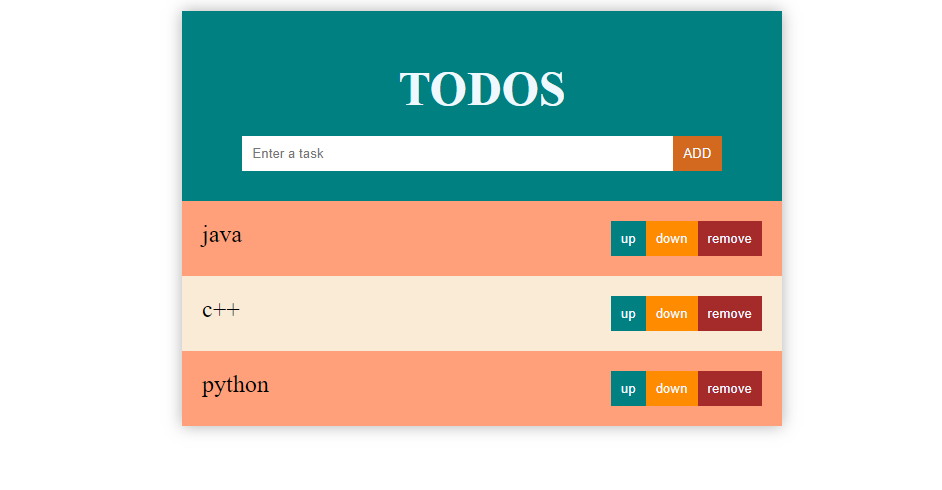 TODOS
Enter a task ADD
java up down remove
c++ up down remove
python up down remove